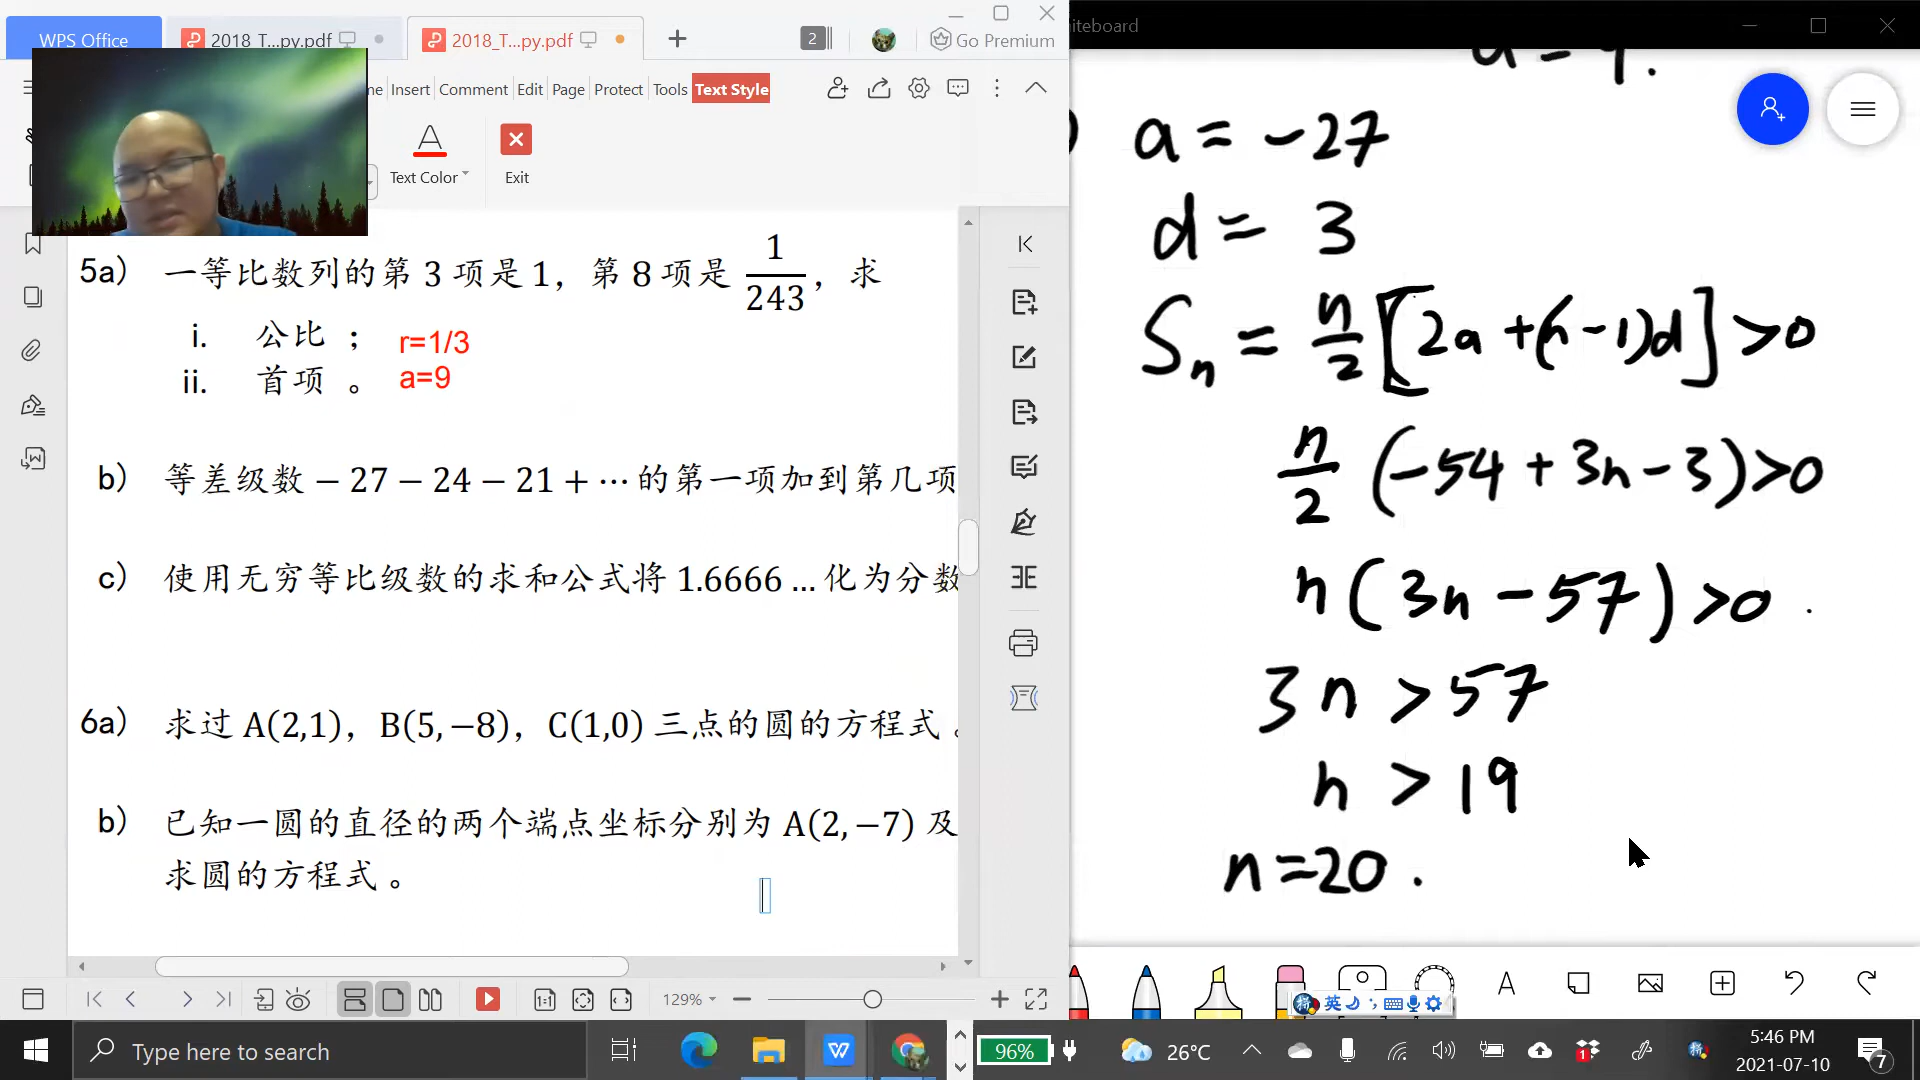 WPS Office
2018_T...py.pdf
2018_T...py.pdf
2
Go Premium
me Insert Comment Edit Page Protect Tools Text Style
Text Color
Exit
5a) 一等比数列的第 3 项是 1，第 8 项是 1/243，求
i. 公比 ； r=1/3
ii. 首项 。 a=9
b) 等差级数 − 27 − 24 − 21 + ⋯ 的第一项加到第几项
c) 使用无穷等比级数的求和公式将 1.6666 ... 化为分数
6a) 求过 A(2,1)，B(5,−8)，C(1,0) 三点的圆的方程式 。
b) 已知一圆的直径的两个端点坐标分别为 A(2,−7) 及
求圆的方程式 。
129%
iteboard
a = 9.
) a = -27
d = 3
Sn = n/2 [2a + (n - 1)d] > 0
n/2 (-54 + 3n - 3) > 0
n (3n - 57) > 0 .
3n > 57
n > 19
n = 20 .
英
Type here to search
96%
26°C
1
5:46 PM
2021-07-10
7